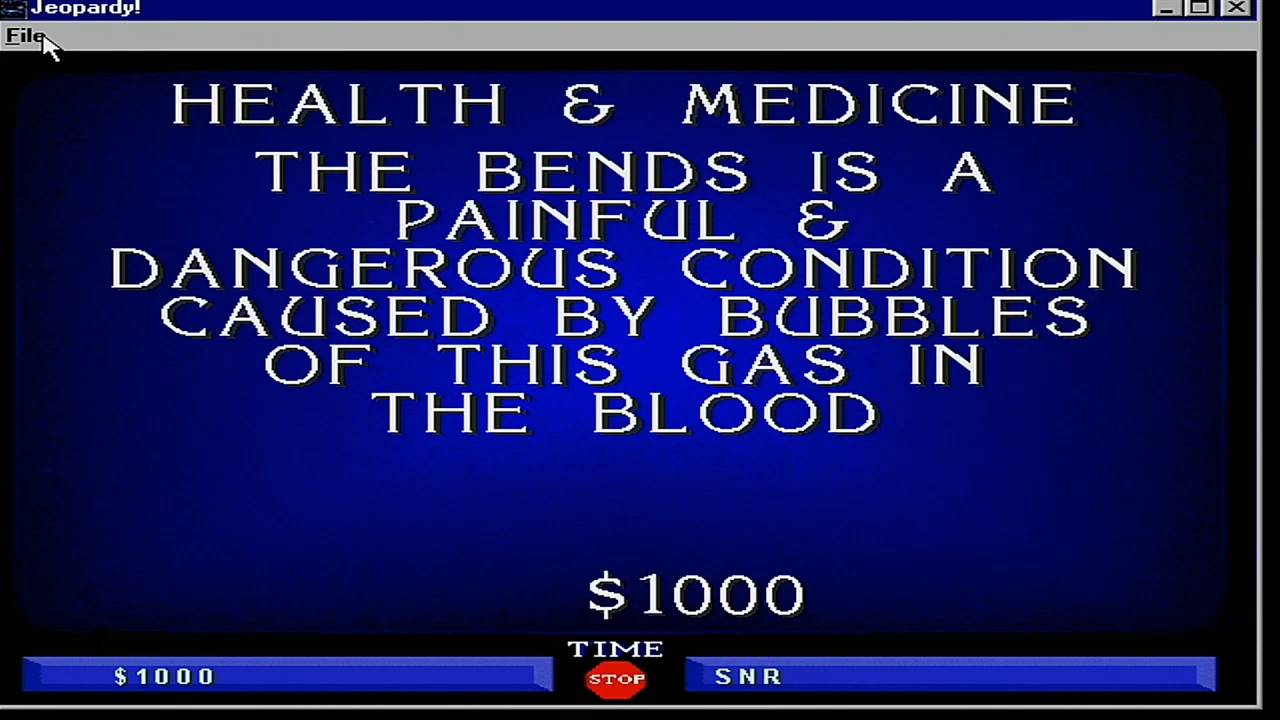 Jeopardy!
File
HEALTH & MEDICINE
THE BENDS IS A
PAINFUL &
DANGEROUS CONDITION
CAUSED BY BUBBLES
OF THIS GAS IN
THE BLOOD
$1000
TIME
$1000
STOP
SNR